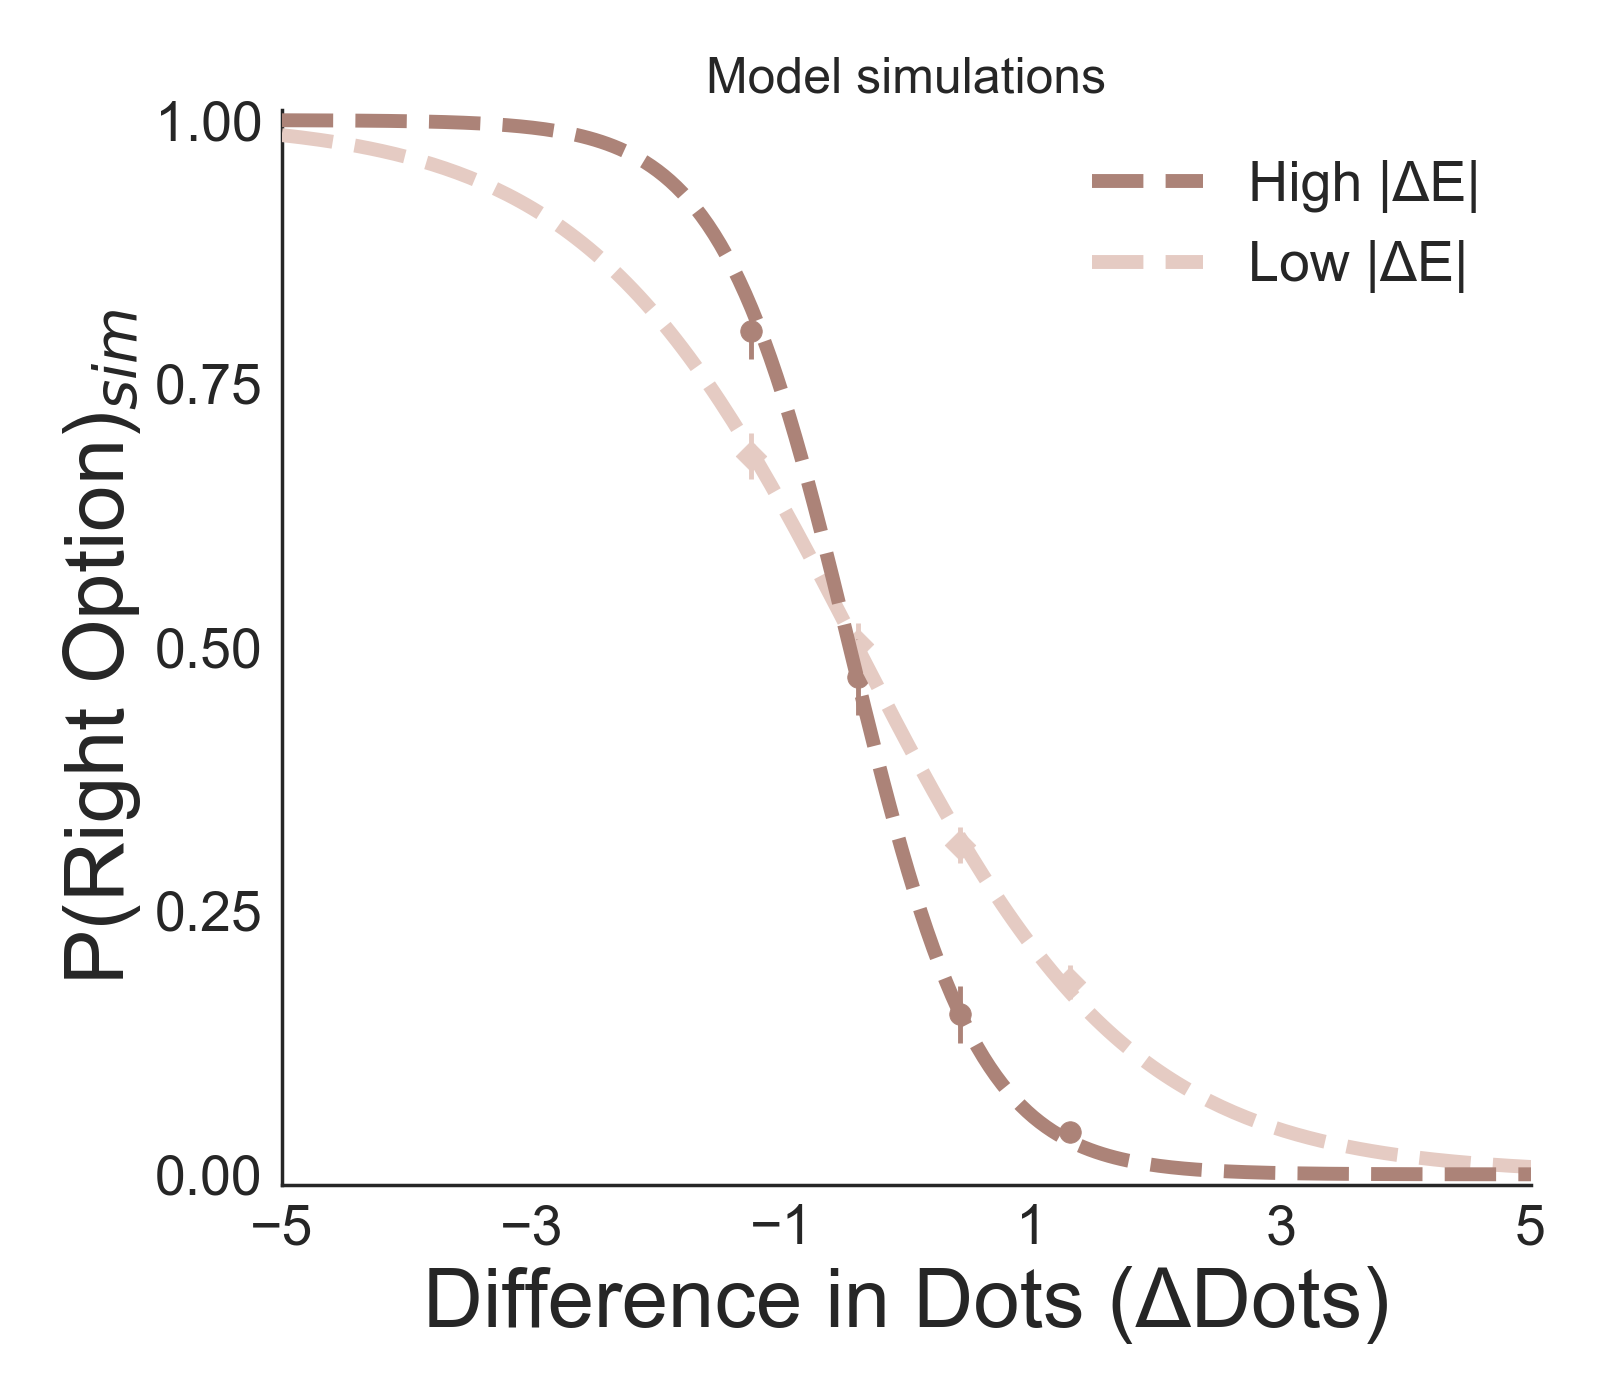 Model simulations
High |ΔE|
Low |ΔE|
P(Right Option)sim
1.00
0.75
0.50
0.25
0.00
−5 −3 −1 1 3 5
Difference in Dots (ΔDots)